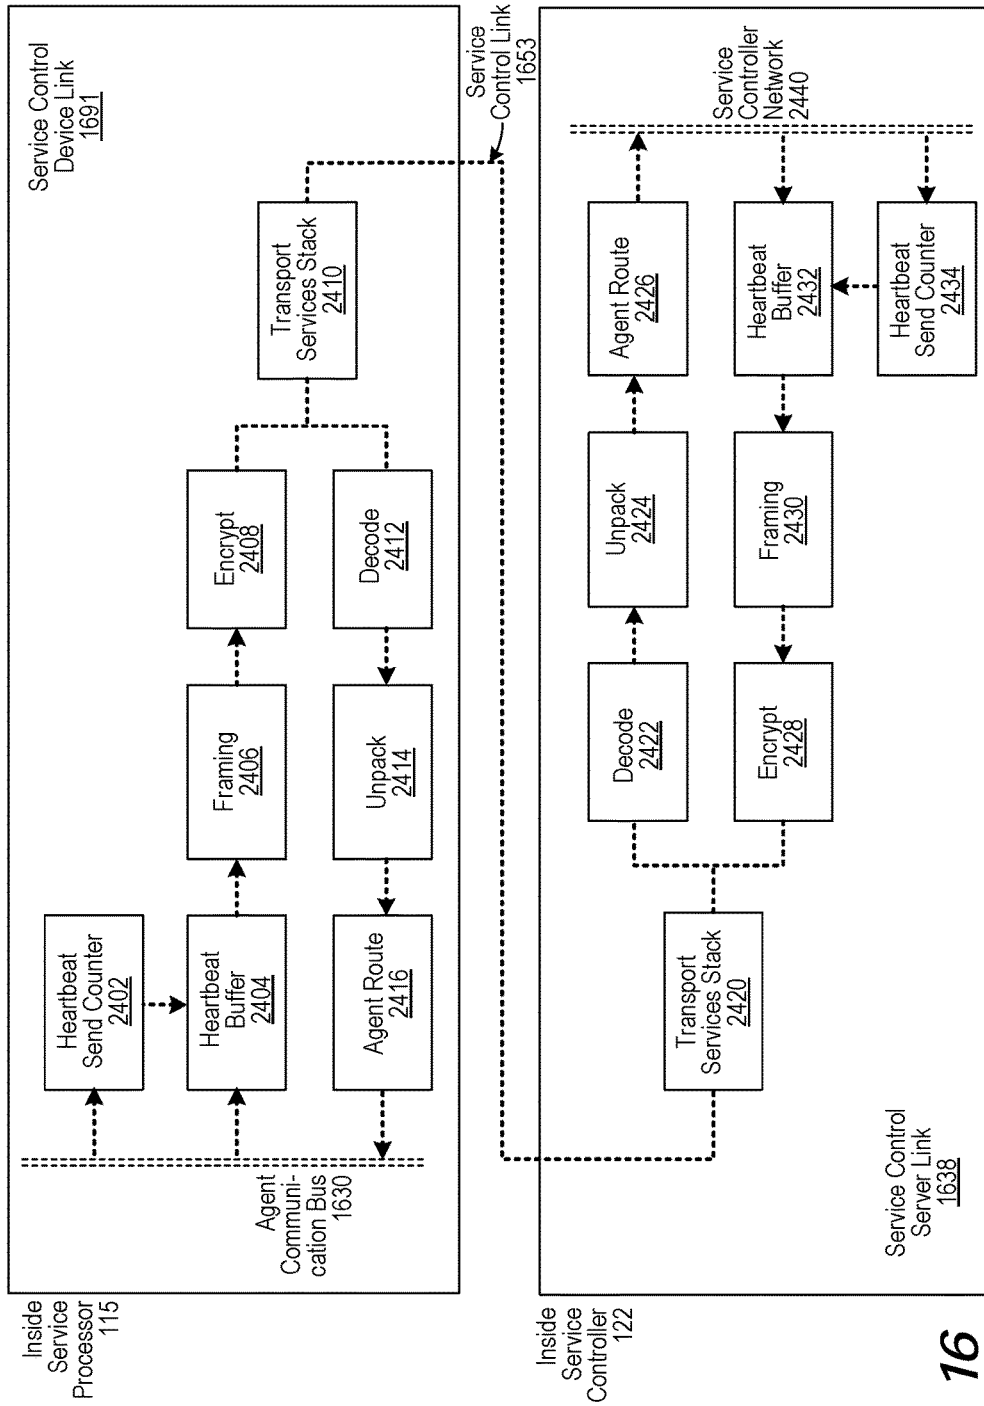 Inside
Service
Processor
115
Service Control
Device Link
1691
Agent
Communi-
cation Bus
1630
Heartbeat
Send Counter
2402
Heartbeat
Buffer
2404
Framing
2406
Encrypt
2408
Transport
Services Stack
2410
Decode
2412
Unpack
2414
Agent Route
2416
Service
Control Link
1653
Inside
Service
Controller
122
Service Control
Server Link
1638
Transport
Services Stack
2420
Decode
2422
Unpack
2424
Agent Route
2426
Encrypt
2428
Framing
2430
Heartbeat
Buffer
2432
Heartbeat
Send Counter
2434
Service
Controller
Network
2440
16